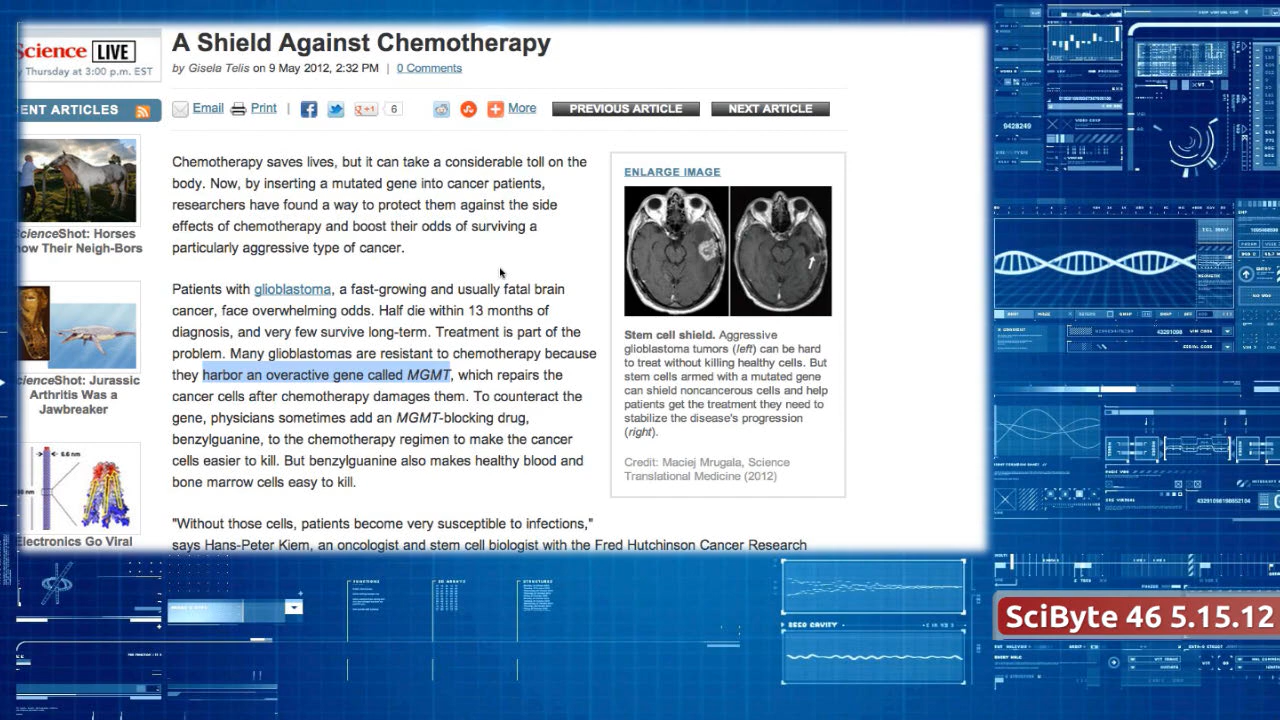 Science LIVE
Thursday at 3:00 p.m. EST
ENT ARTICLES
ScienceShot: Horses
now Their Neigh-Bors
ScienceShot: Jurassic
Arthritis Was a
Jawbreaker
6.6 nm
Electronics Go Viral
A Shield Against Chemotherapy
by Gisela Telis on 9 May 2012, 2:32 PM | 0 Comments
Email Print | +1 6 More PREVIOUS ARTICLE NEXT ARTICLE
Chemotherapy saves lives, but it can take a considerable toll on the
body. Now, by inserting a mutated gene into cancer patients,
researchers have found a way to protect them against the side
effects of chemotherapy and boost their odds of surviving a
particularly aggressive type of cancer.
Patients with glioblastoma, a fast-growing and usually fatal brain
cancer, face overwhelming odds. Half die within 13 months of
diagnosis, and very few survive long-term. Treatment is part of the
problem. Many glioblastomas are resistant to chemotherapy because
they harbor an overactive gene called MGMT, which repairs the
cancer cells after chemotherapy damages them. To counteract the
gene, physicians sometimes add an MGMT-blocking drug,
benzylguanine, to the chemotherapy regimen to make the cancer
cells easier to kill. But benzylguanine also makes healthy blood and
bone marrow cells easy to kill.
"Without those cells, patients become very susceptible to infections,"
says Hans-Peter Kiem, an oncologist and stem cell biologist with the Fred Hutchinson Cancer Research
ENLARGE IMAGE
Stem cell shield. Aggressive
glioblastoma tumors (left) can be hard
to treat without killing healthy cells. But
stem cells armed with a mutated gene
can shield noncancerous cells and help
patients get the treatment they need to
stabilize the disease's progression
(right).
Credit: Maciej Mrugala, Science
Translational Medicine (2012)
9428249
43291098
SciByte 46 5.15.12